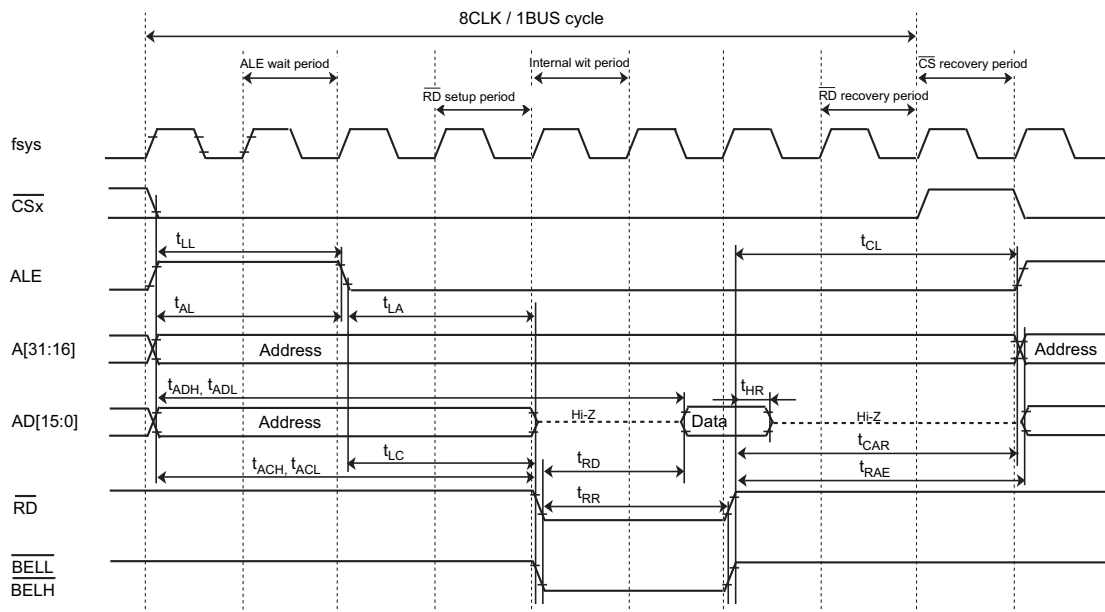 8CLK / 1BUS cycle
ALE wait period
Internal wit period
CS recovery period
RD setup period
RD recovery period
fsys
CSx
tLL
tCL
ALE
tAL
tLA
A[31:16]
Address
Address
tADH, tADL
tHR
AD[15:0]
Address
Hi-Z
Data
Hi-Z
tLC
tCAR
tACH, tACL
tRD
tRAE
tRR
RD
BELL
BELH